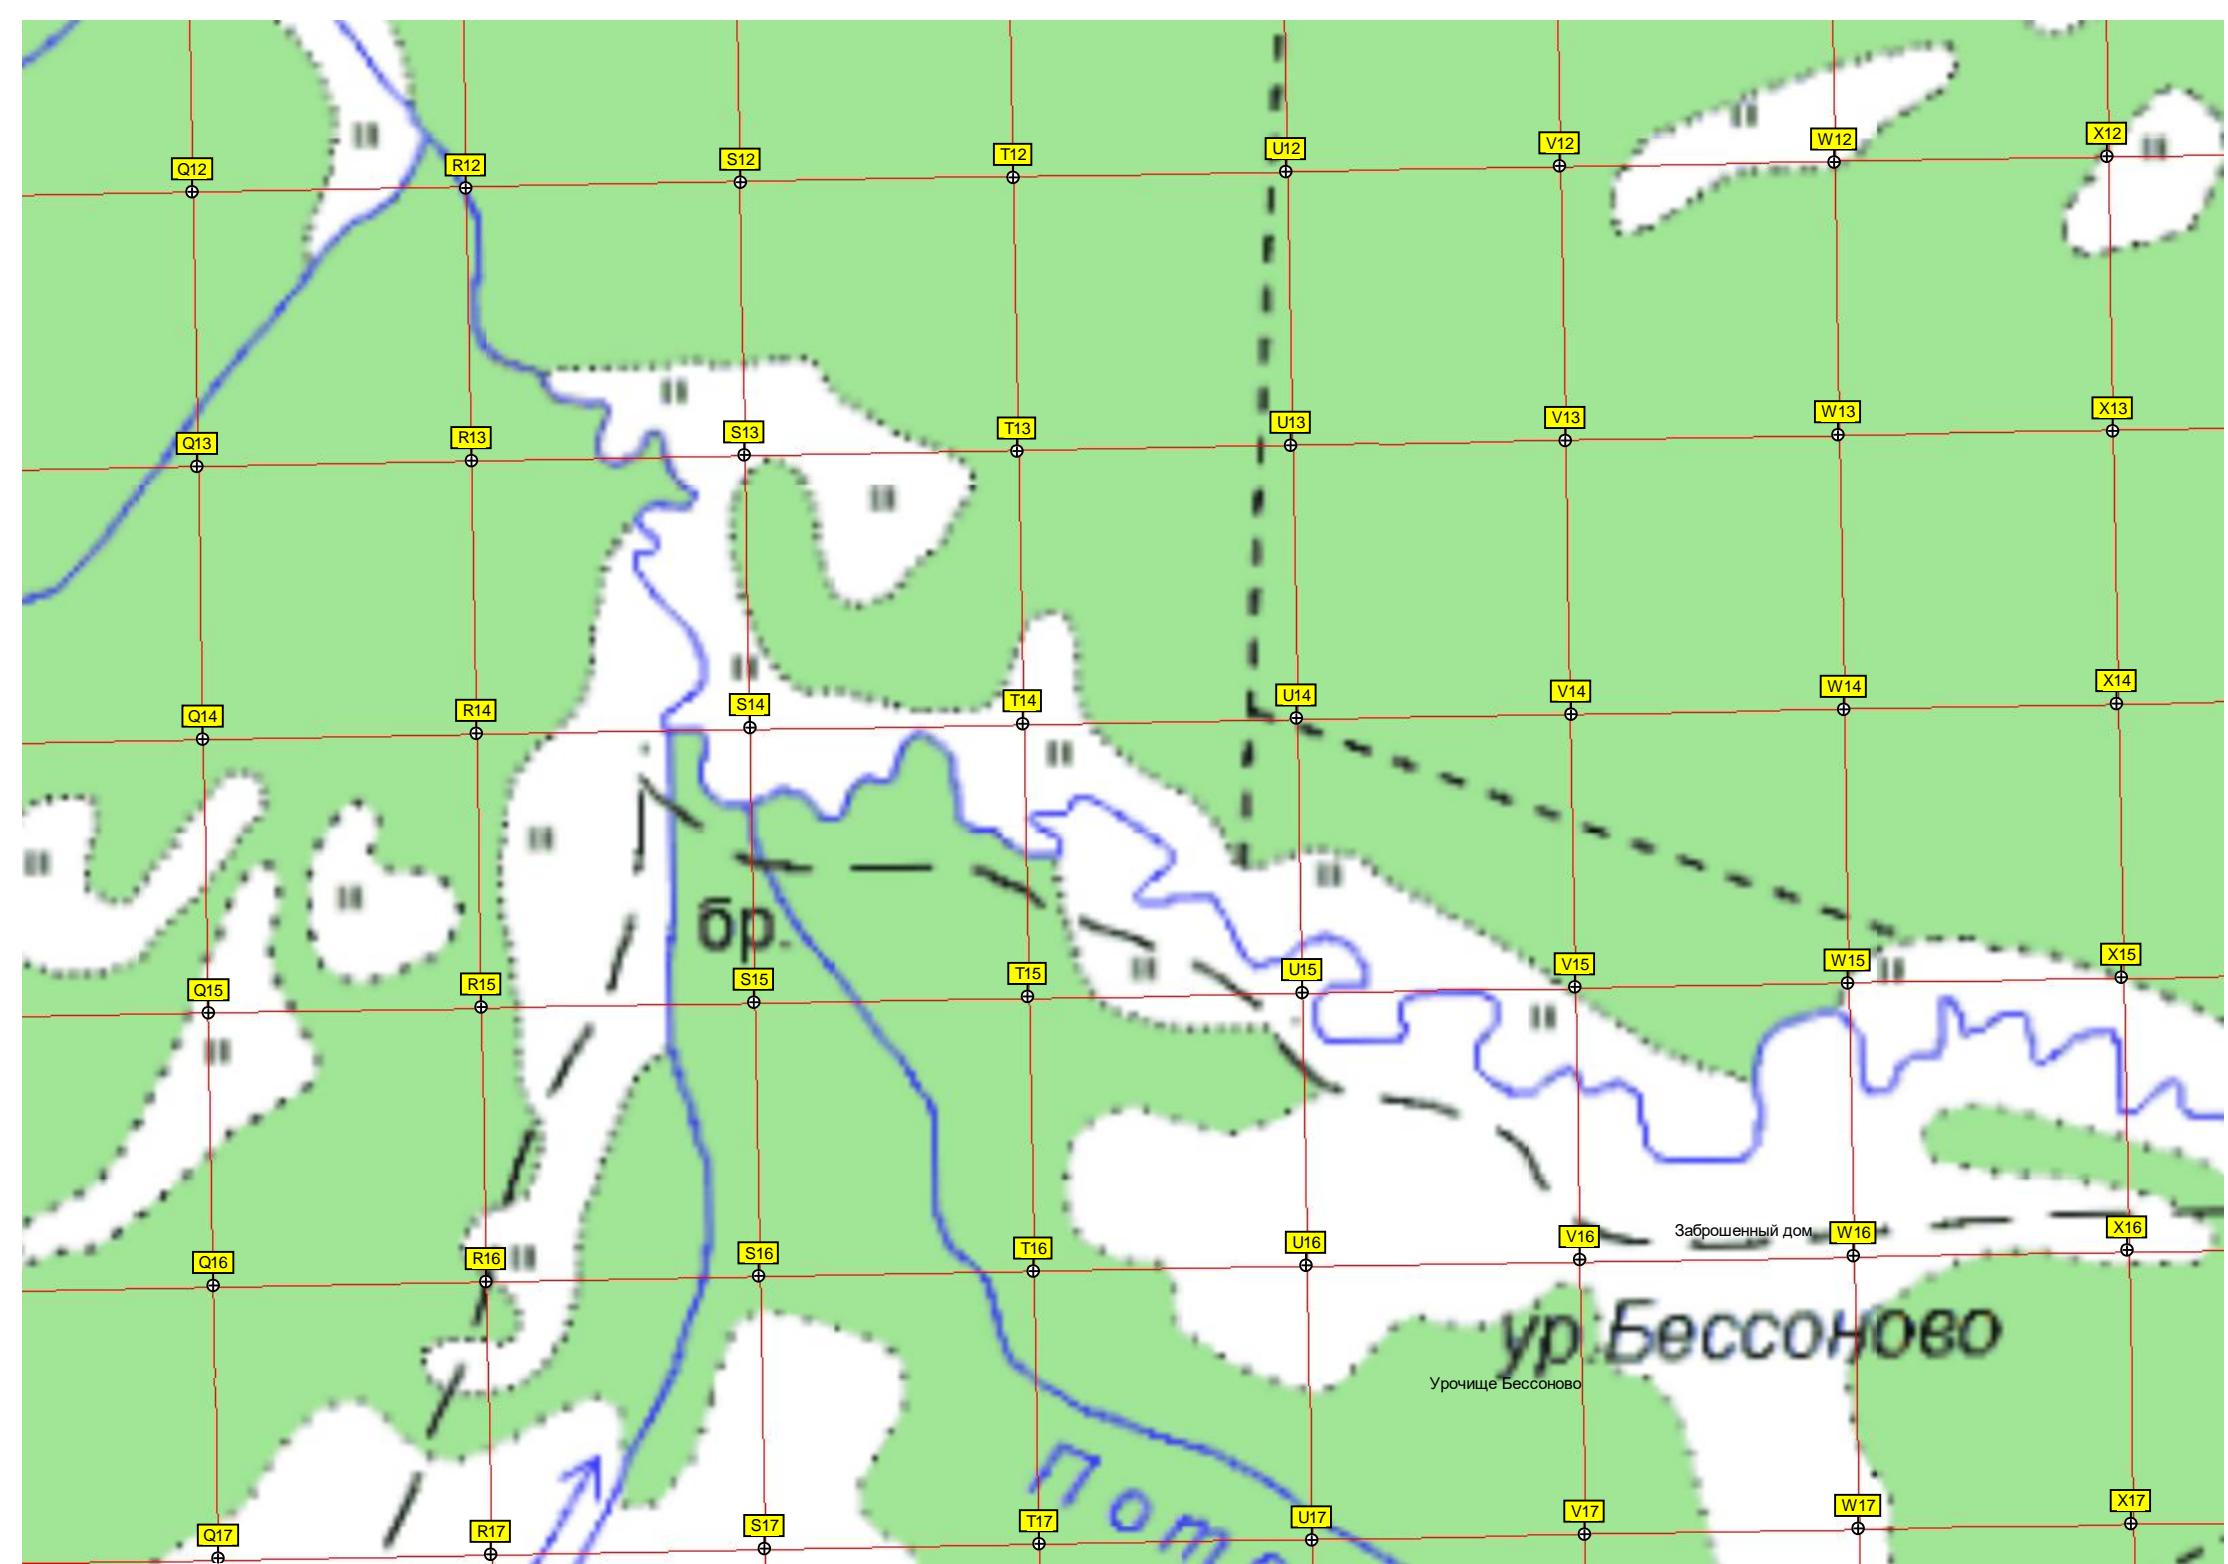 Q12 R12 S12 T12 U12 V12 W12 X12
Q13 R13 S13 T13 U13 V13 W13 X13
Q14 R14 S14 T14 U14 V14 W14 X14
бр.
Q15 R15 S15 T15 U15 V15 W15 X15
Заброшенный дом
Q16 R16 S16 T16 U16 V16 W16 X16
ур.Бессоново
Урочище Бессоново
Q17 R17 S17 T17 U17 V17 W17 X17